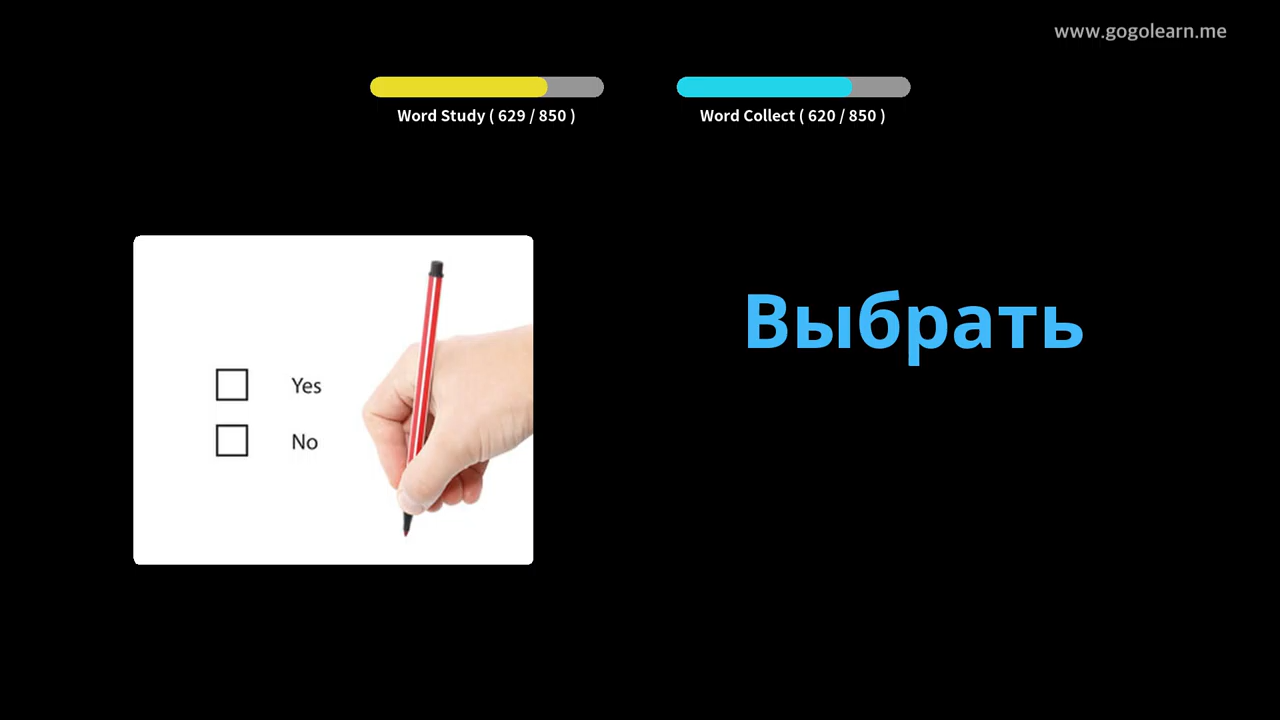 www.gogolearn.me
Word Study ( 629 / 850 )
Word Collect ( 620 / 850 )
Выбрать
Yes
No